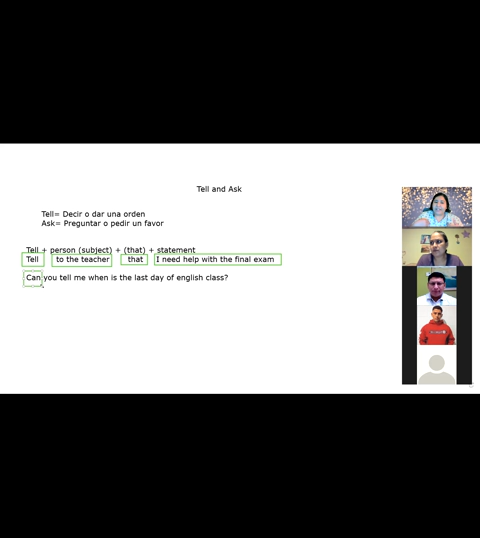 Tell and Ask
Tell= Decir o dar una orden
Ask= Preguntar o pedir un favor
Tell + person (subject) + (that) + statement
Tell to the teacher that I need help with the final exam
Can you tell me when is the last day of english class?